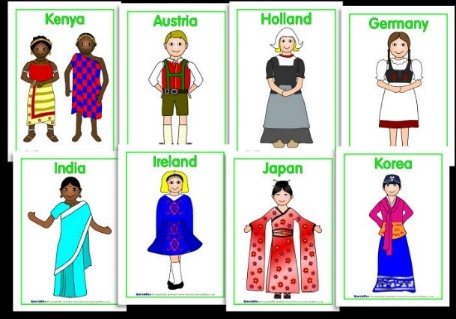 Kenya
Austria
Holland
Germany
India
Ireland
Japan
Korea